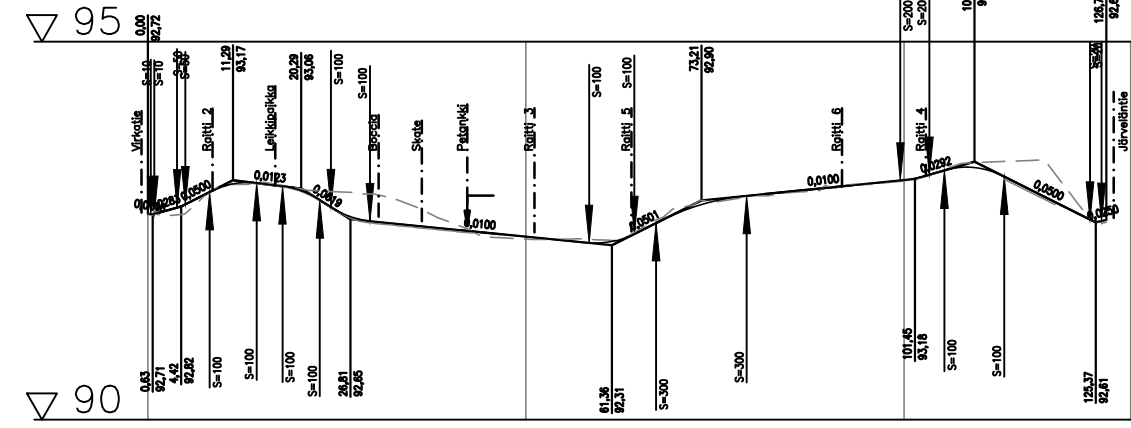 95
0,00
92,72
S=10
S=10
S=50
S=50
11,29
93,17
20,29
93,06
S=100
S=100
S=100
S=100
73,21
92,90
S=200
Virkatie
Raitti 2
Leikkipaikka
Boccia
Skate
Petankki
Raitti 3
Raitti 5
Raitti 6
Raitti 4
Järveläntie
0,0500
0,0123
0,0619
0,0100
0,0501
0,0100
0,0292
0,0500
0,0250
0,63
92,71
4,42
92,82
S=100
S=100
S=100
S=100
26,81
92,65
61,36
92,31
S=300
S=300
101,45
93,18
S=100
S=100
125,37
92,61
90